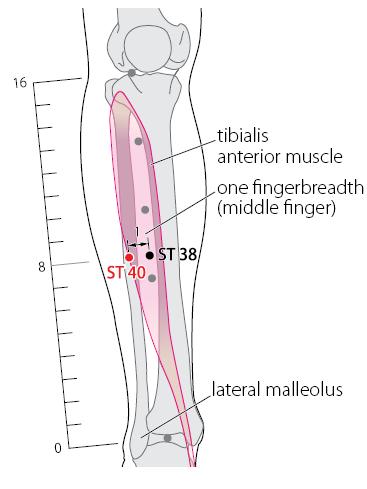 16
tibialis
anterior muscle
one fingerbreadth
(middle finger)
1
ST 38
8
ST 40
lateral malleolus
0